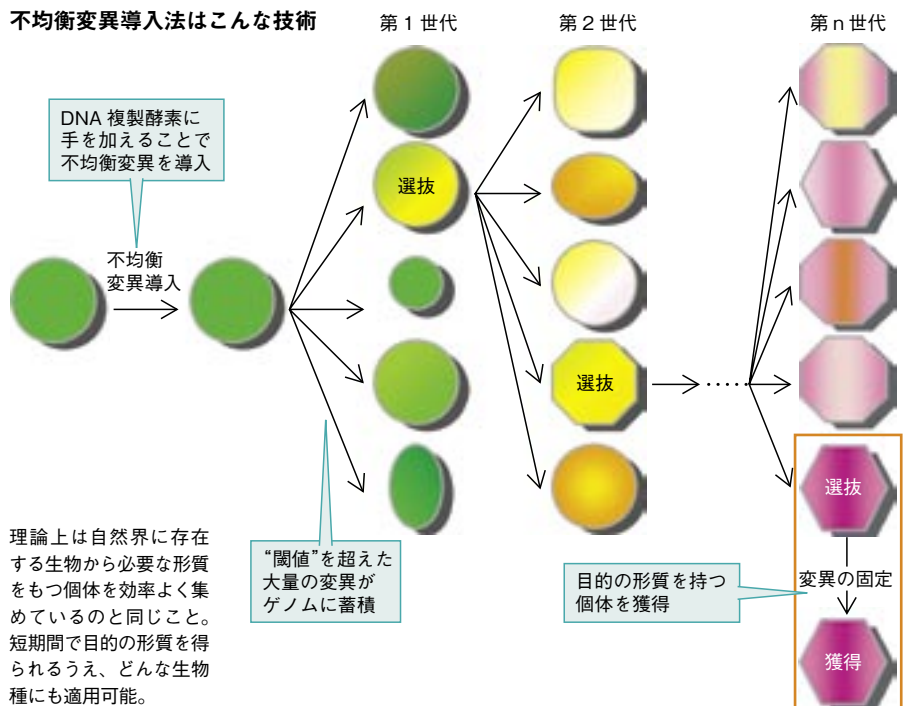 不均衡変異導入法はこんな技術
第1世代
第2世代
第n世代
DNA 複製酵素に
手を加えることで
不均衡変異を導入
不均衡
変異導入
選抜
選抜
‥‥‥
選抜
変異の固定
獲得
“閾値”を超えた
大量の変異が
ゲノムに蓄積
目的の形質を持つ
個体を獲得
理論上は自然界に存在
する生物から必要な形質
をもつ個体を効率よく集
めているのと同じこと。
短期間で目的の形質を得
られるうえ、どんな生物
種にも適用可能。